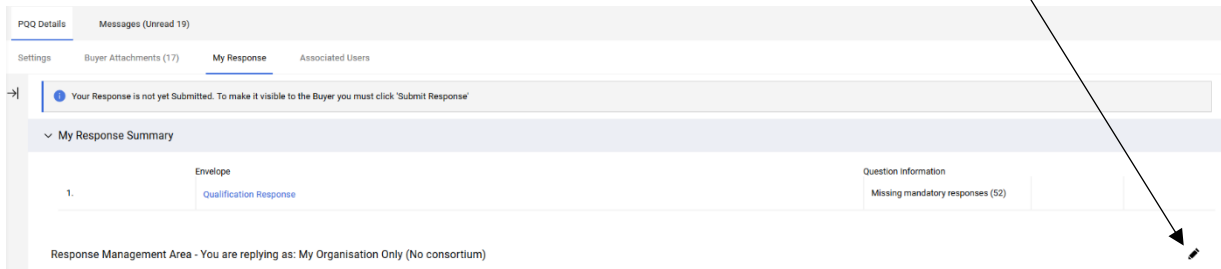 PQQ Details Messages (Unread 19)
Settings Buyer Attachments (17) My Response Associated Users
Your Response is not yet Submitted. To make it visible to the Buyer you must click 'Submit Response'
My Response Summary
Envelope Question Information
1. Qualification Response Missing mandatory responses (52)
Response Management Area - You are replying as: My Organisation Only (No consortium)